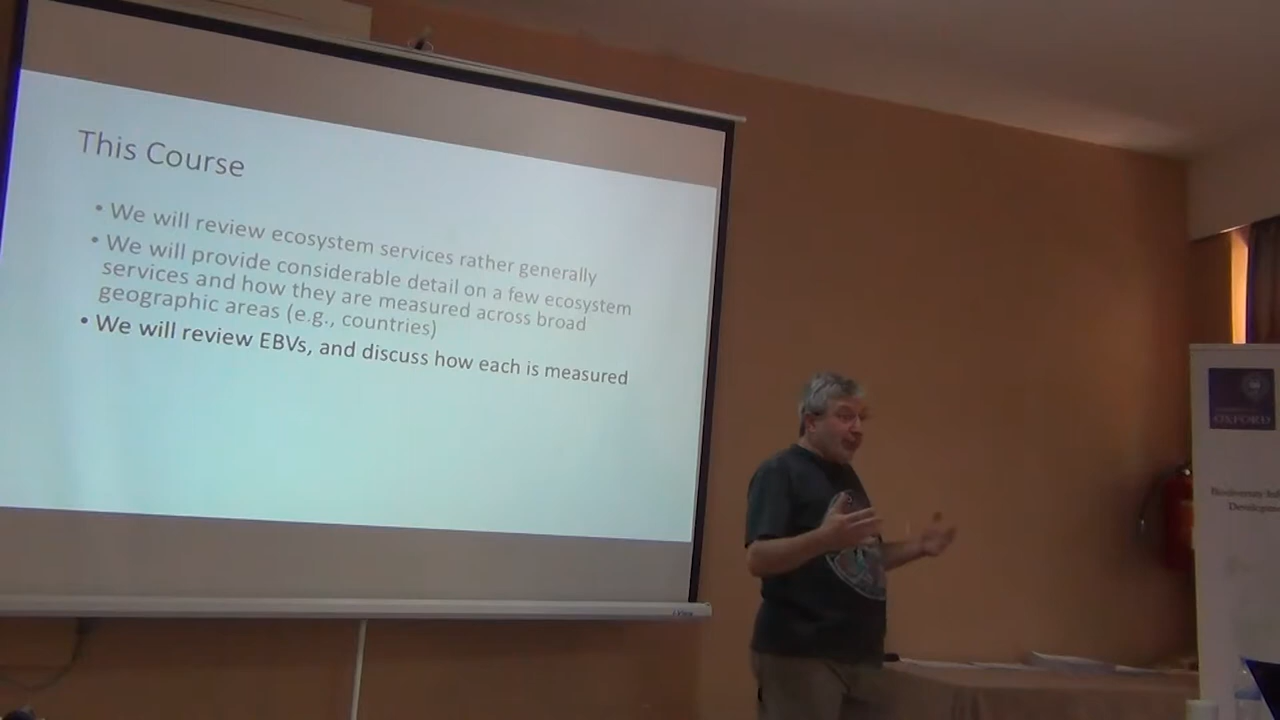 This Course
• We will review ecosystem services rather generally
• We will provide considerable detail on a few ecosystem
services and how they are measured across broad
geographic areas (e.g., countries)
• We will review EBVs, and discuss how each is measured
OXFORD
Biodiversity